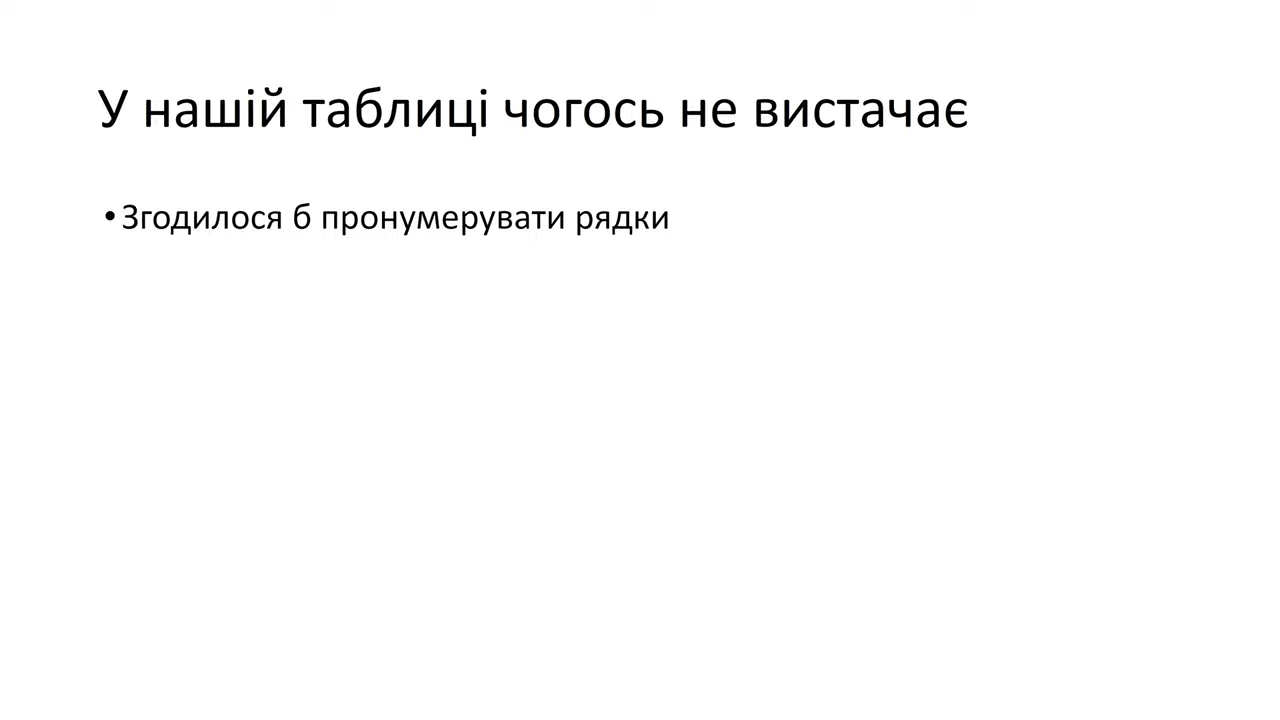 У нашій таблиці чогось не вистачає
•Згодилося б пронумерувати рядки